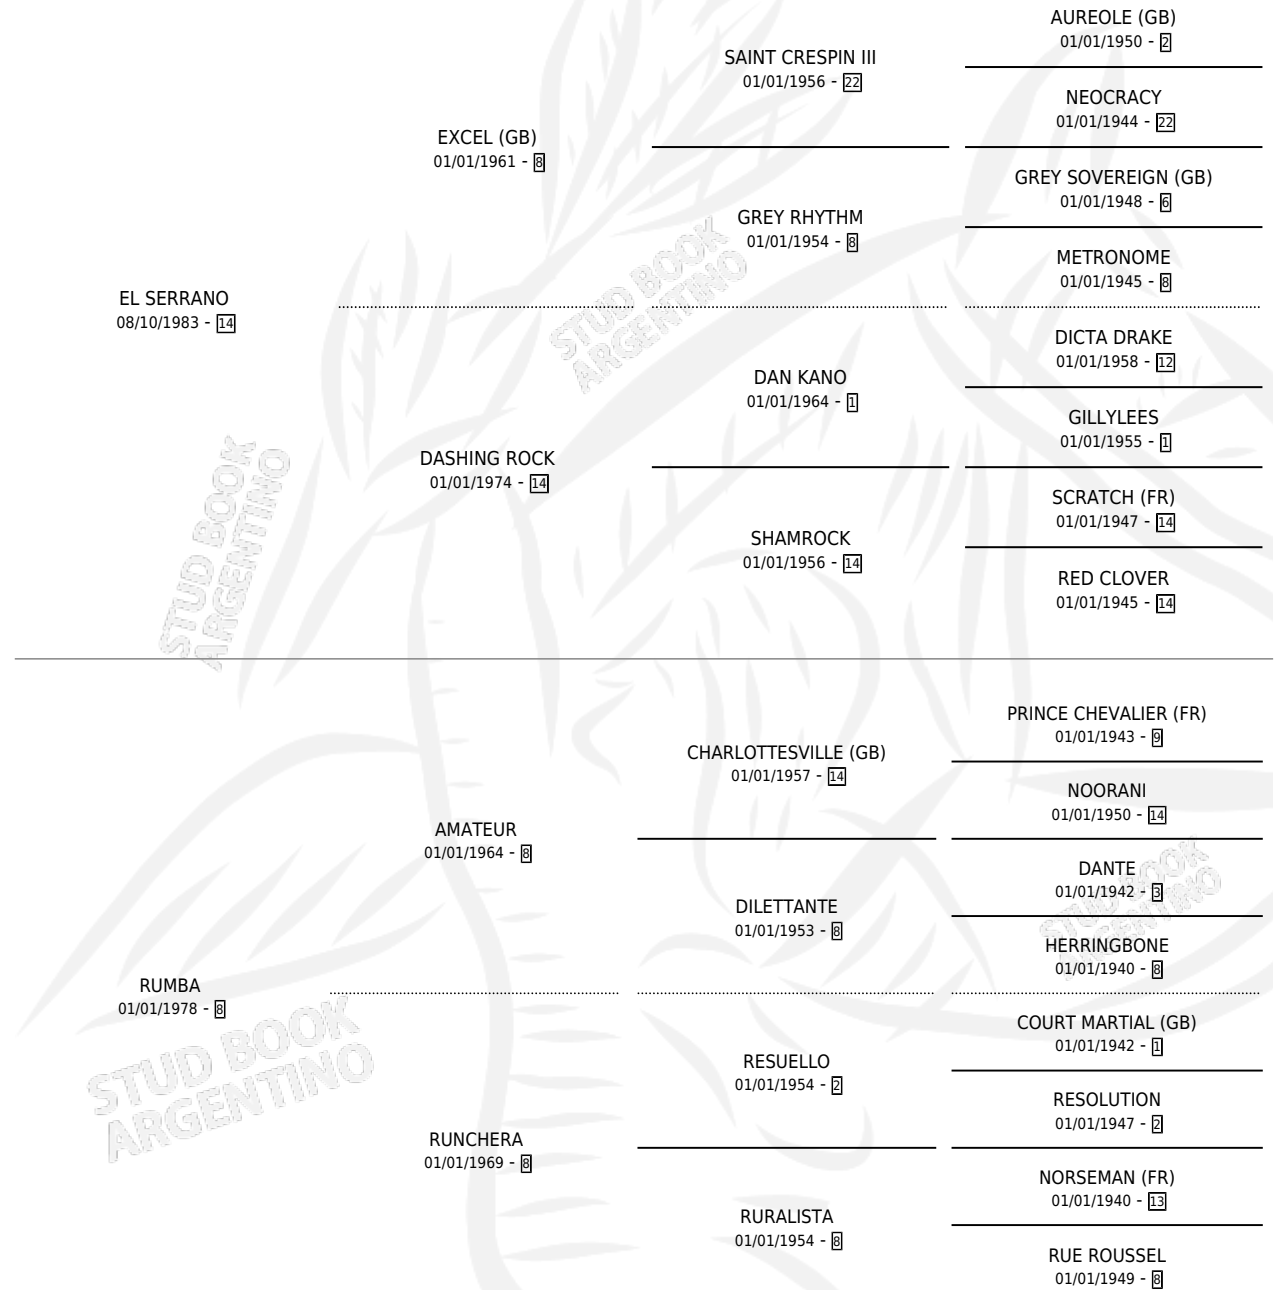 AUREOLE (GB)
01/01/1950 - 2
SAINT CRESPIN III
01/01/1956 - 22
NEOCRACY
01/01/1944 - 22
EXCEL (GB)
01/01/1961 - 8
GREY SOVEREIGN (GB)
01/01/1948 - 6
GREY RHYTHM
01/01/1954 - 8
METRONOME
01/01/1945 - 8
EL SERRANO
08/10/1983 - 14
DICTA DRAKE
01/01/1958 - 12
DAN KANO
01/01/1964 - 1
GILLYLEES
01/01/1955 - 1
DASHING ROCK
01/01/1974 - 14
SCRATCH (FR)
01/01/1947 - 14
SHAMROCK
01/01/1956 - 14
RED CLOVER
01/01/1945 - 14
STUD BOOK
ARGENTINO
STUD BOOK
ARGENTINO
PRINCE CHEVALIER (FR)
01/01/1943 - 9
CHARLOTTESVILLE (GB)
01/01/1957 - 14
NOORANI
01/01/1950 - 14
AMATEUR
01/01/1964 - 8
DANTE
01/01/1942 - 3
DILETTANTE
01/01/1953 - 8
HERRINGBONE
01/01/1940 - 8
RUMBA
01/01/1978 - 8
COURT MARTIAL (GB)
01/01/1942 - 1
RESUELLO
01/01/1954 - 2
RESOLUTION
01/01/1947 - 2
RUNCHERA
01/01/1969 - 8
NORSEMAN (FR)
01/01/1940 - 13
RURALISTA
01/01/1954 - 8
RUE ROUSSEL
01/01/1949 - 8
STUD BOOK
ARGENTINO
STUD BOOK
ARGENTINO